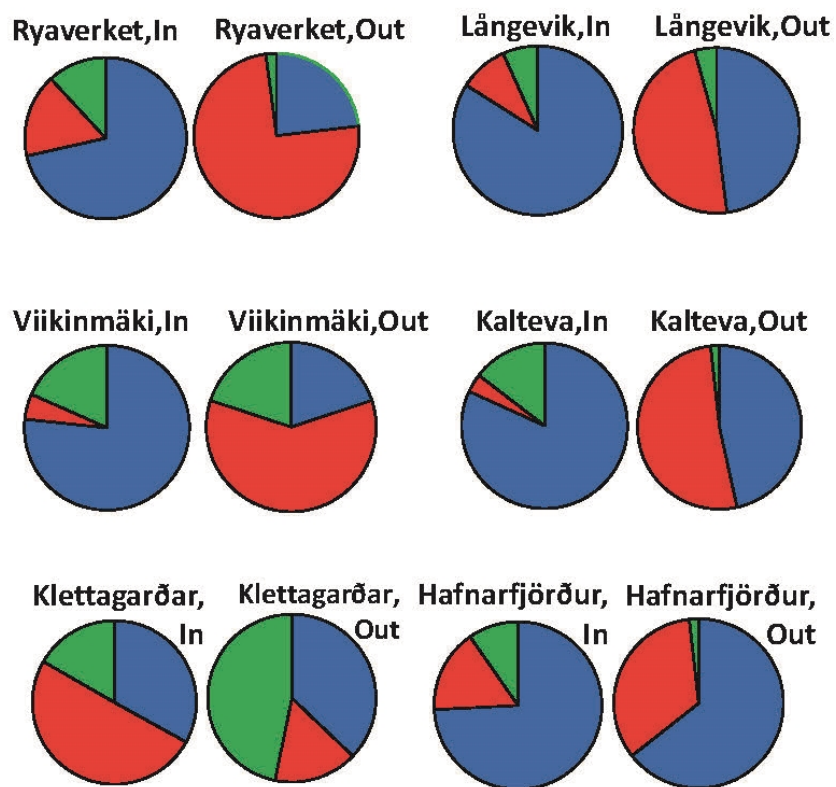 Ryaverket,In
Ryaverket,Out
Långevik,In
Långevik,Out
Viikinmäki,In
Viikinmäki,Out
Kalteva,In
Kalteva,Out
Klettagarðar,
In
Klettagarðar,
Out
Hafnarfjörður,
In
Hafnarfjörður,
Out